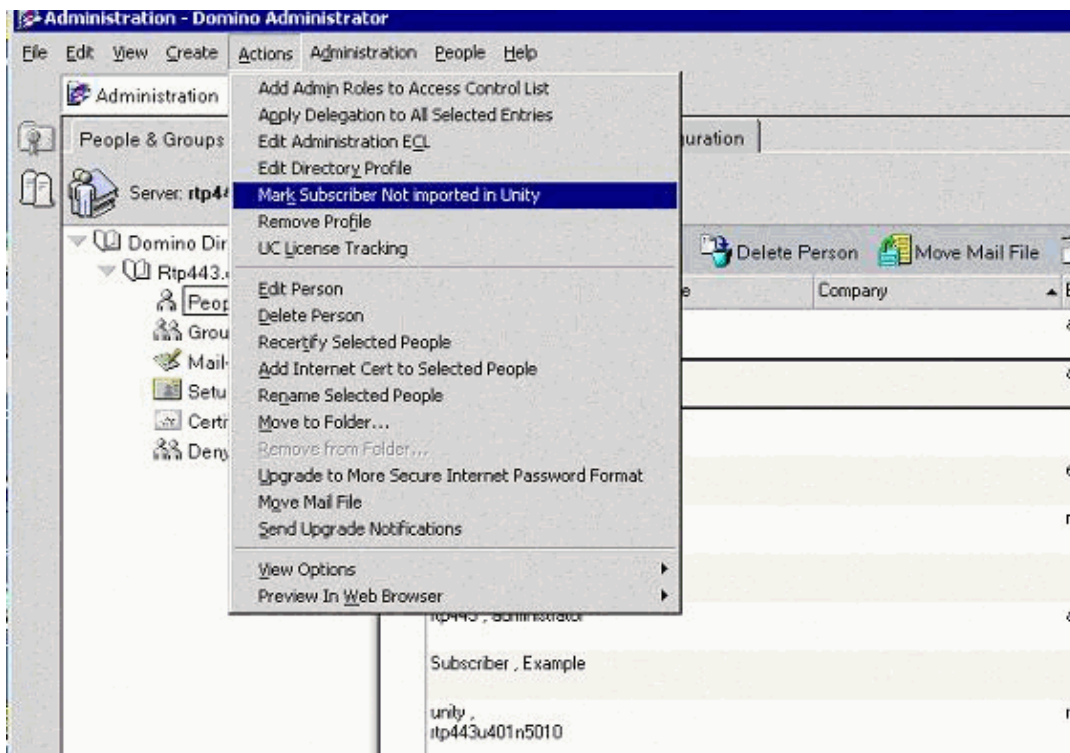 Administration - Domino Administrator
File Edit View Create Actions Administration People Help
Administration
Add Admin Roles to Access Control List
Apply Delegation to All Selected Entries
Edit Administration ECL
Edit Directory Profile
Mark Subscriber Not imported in Unity
Remove Profile
UC License Tracking
Edit Person
Delete Person
Recertify Selected People
Add Internet Cert to Selected People
Rename Selected People
Move to Folder...
Remove from Folder...
Upgrade to More Secure Internet Password Format
Move Mail File
Send Upgrade Notifications
View Options
Preview In Web Browser
People & Groups
uration
Server: rtp44
Domino Dir
Rtp443.
Peop
Grou
Mail-
Setu
Certi
Deny
Delete Person Move Mail File
e Company
rtp443 , administrator
Subscriber , Example
unity ,
rtp443u401n5010